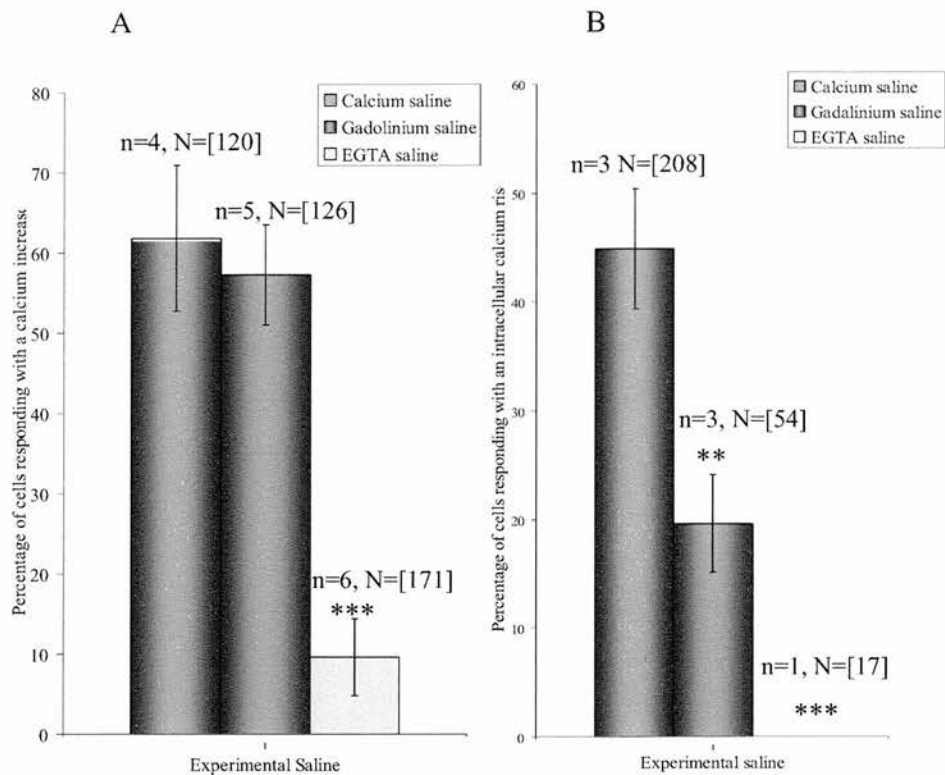 A
Percentage of cells responding with a calcium increase
80
70
60
50
40
30
20
10
0
Calcium saline
Gadolinium saline
EGTA saline
n=4, N=[120]
n=5, N=[126]
n=6, N=[171]
***
Experimental Saline
B
Percentage of cells responding with an intracellular calcium ris
60
50
40
30
20
10
0
Calcium saline
Gadalinium saline
EGTA saline
n=3 N=[208]
n=3, N=[54]
**
n=1, N=[17]
***
Experimental saline